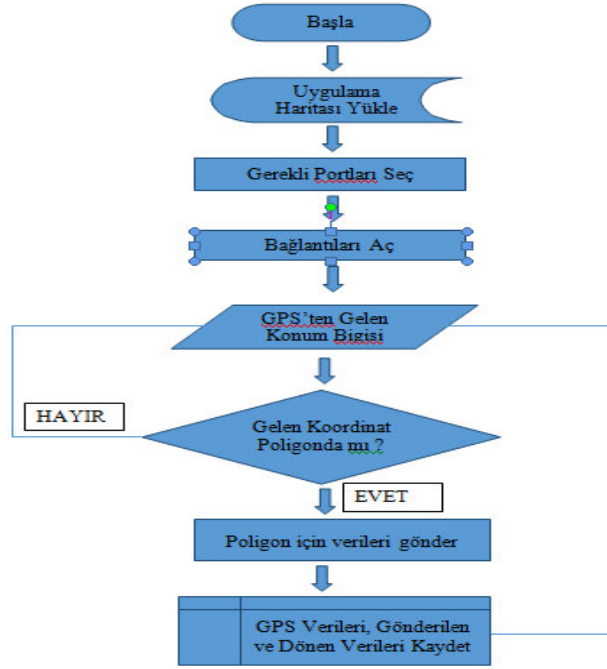 Başla
Uygulama
Haritası Yükle
Gerekli Portları Seç
Bağlantıları Aç
GPS'ten Gelen
Konum Bigisi
HAYIR
Gelen Koordinat
Poligonda mı ?
EVET
Poligon için verileri gönder
GPS Verileri, Gönderilen
ve Dönen Verileri Kaydet